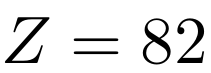 Z = 82